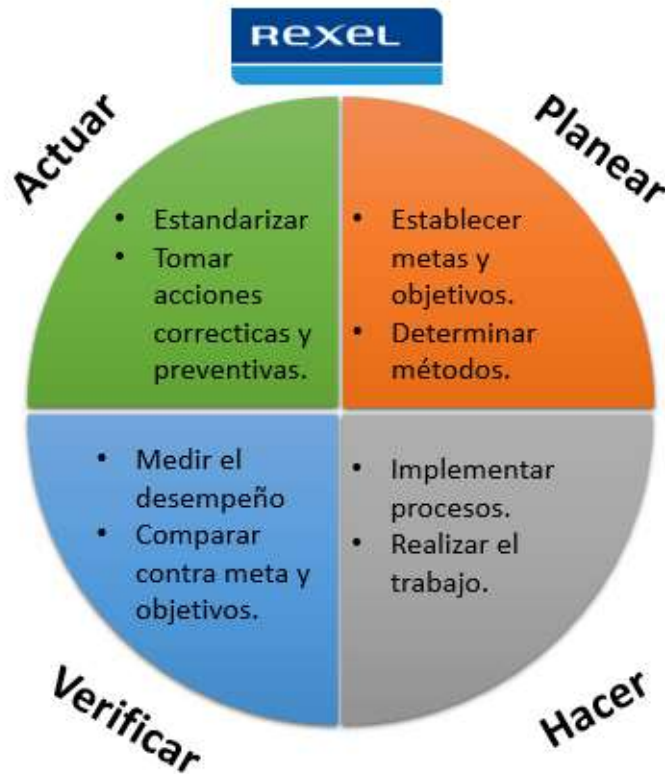 REXEL
Actuar
• Estandarizar
• Tomar
acciones
correcticas y
preventivas.
Planear
• Establecer
metas y
objetivos.
• Determinar
métodos.
• Medir el
desempeño
• Comparar
contra meta y
objetivos.
Verificar
• Implementar
procesos.
• Realizar el
trabajo.
Hacer